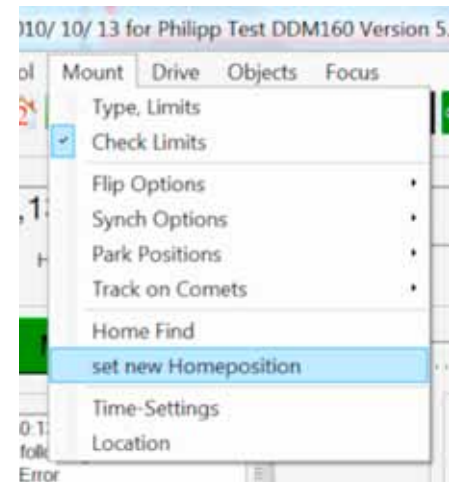 010/ 10/ 13 for Philipp Test DDM160 Version 5.
ol Mount Drive Objects Focus
Type, Limits
Check Limits
Flip Options
Synch Options
Park Positions
Track on Comets
Home Find
set new Homeposition
Time-Settings
Location
Error